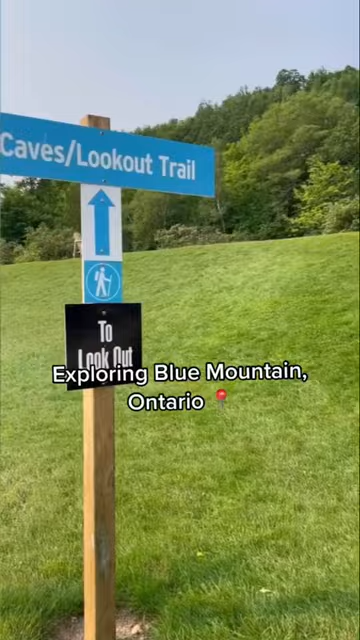 Caves/Lookout Trail
To
Look Out
Exploring Blue Mountain,
Ontario 📍